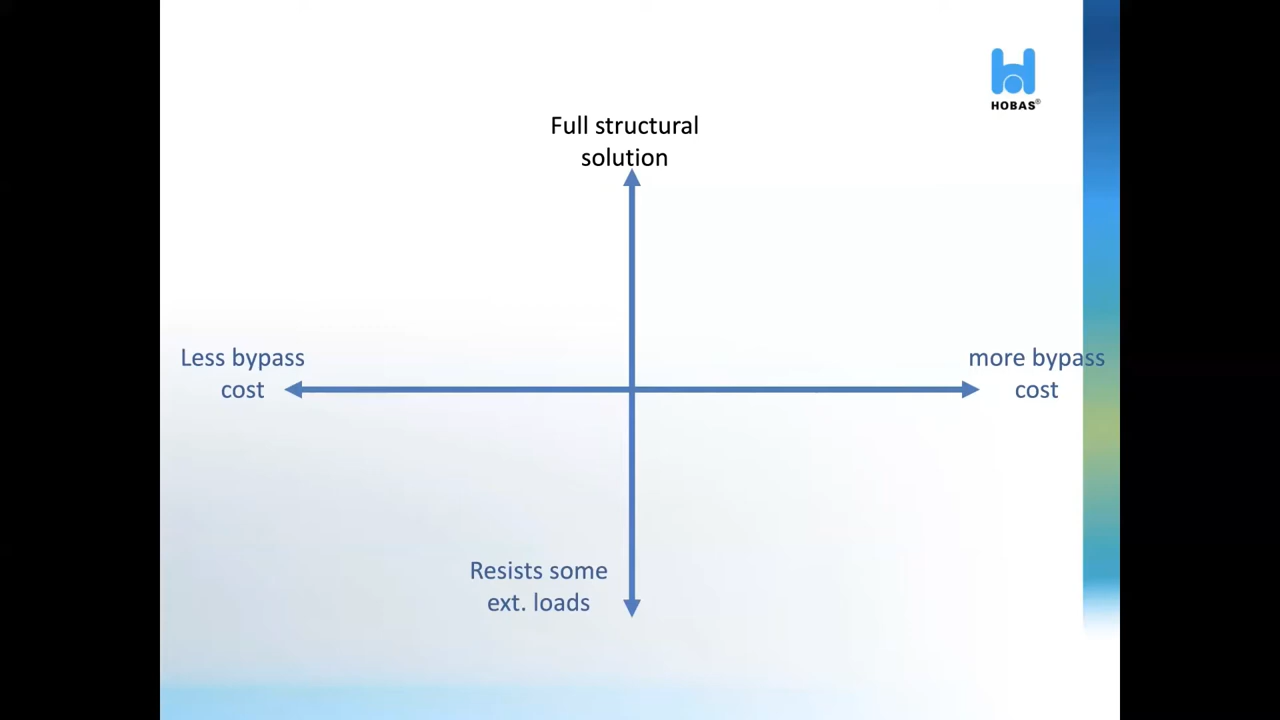 HOBAS®
Full structural
solution
Less bypass
cost
more bypass
cost
Resists some
ext. loads